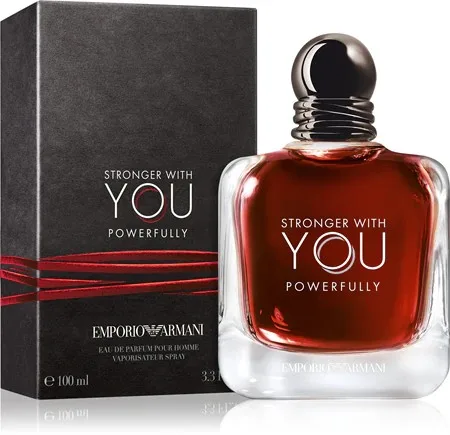 STRONGER WITH
YOU
POWERFULLY
EMPORIO ARMANI
EAU DE PARFUM POUR HOMME
VAPORISATEUR SPRAY
℮ 100 ml
3.3
STRONGER WITH
YOU
POWERFULLY
EMPORIO ARMANI